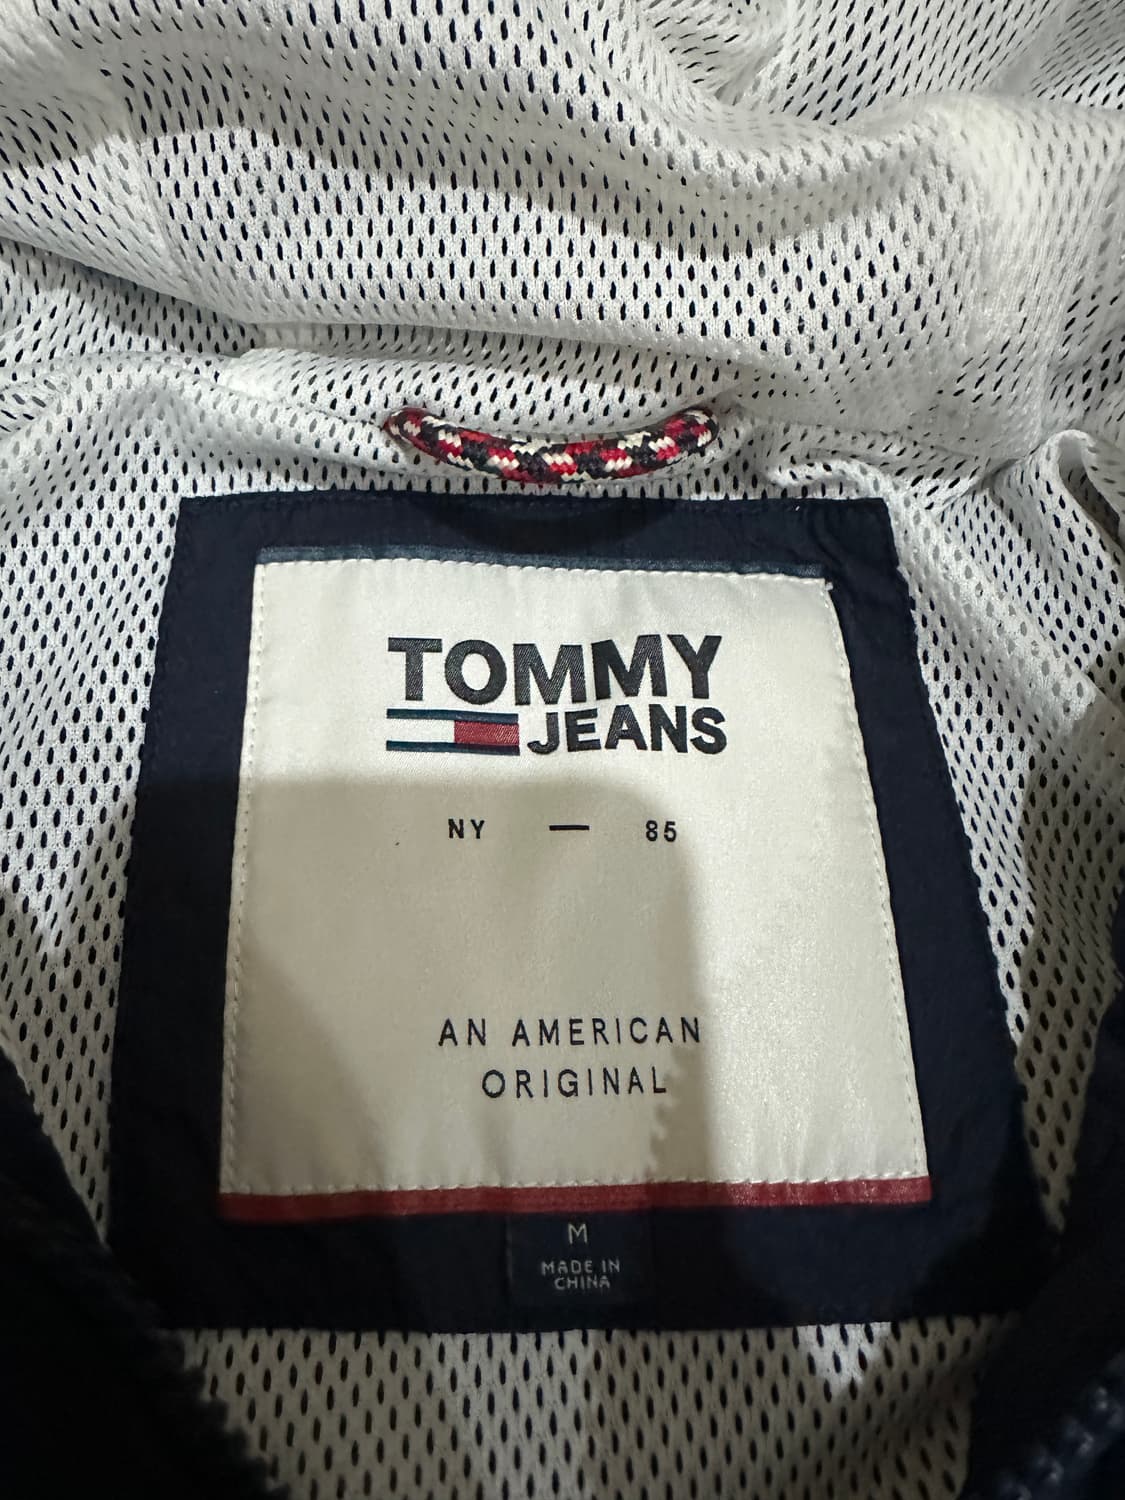 TOMMY
JEANS
NY — 85
AN AMERICAN
ORIGINAL
M
MADE IN
CHINA